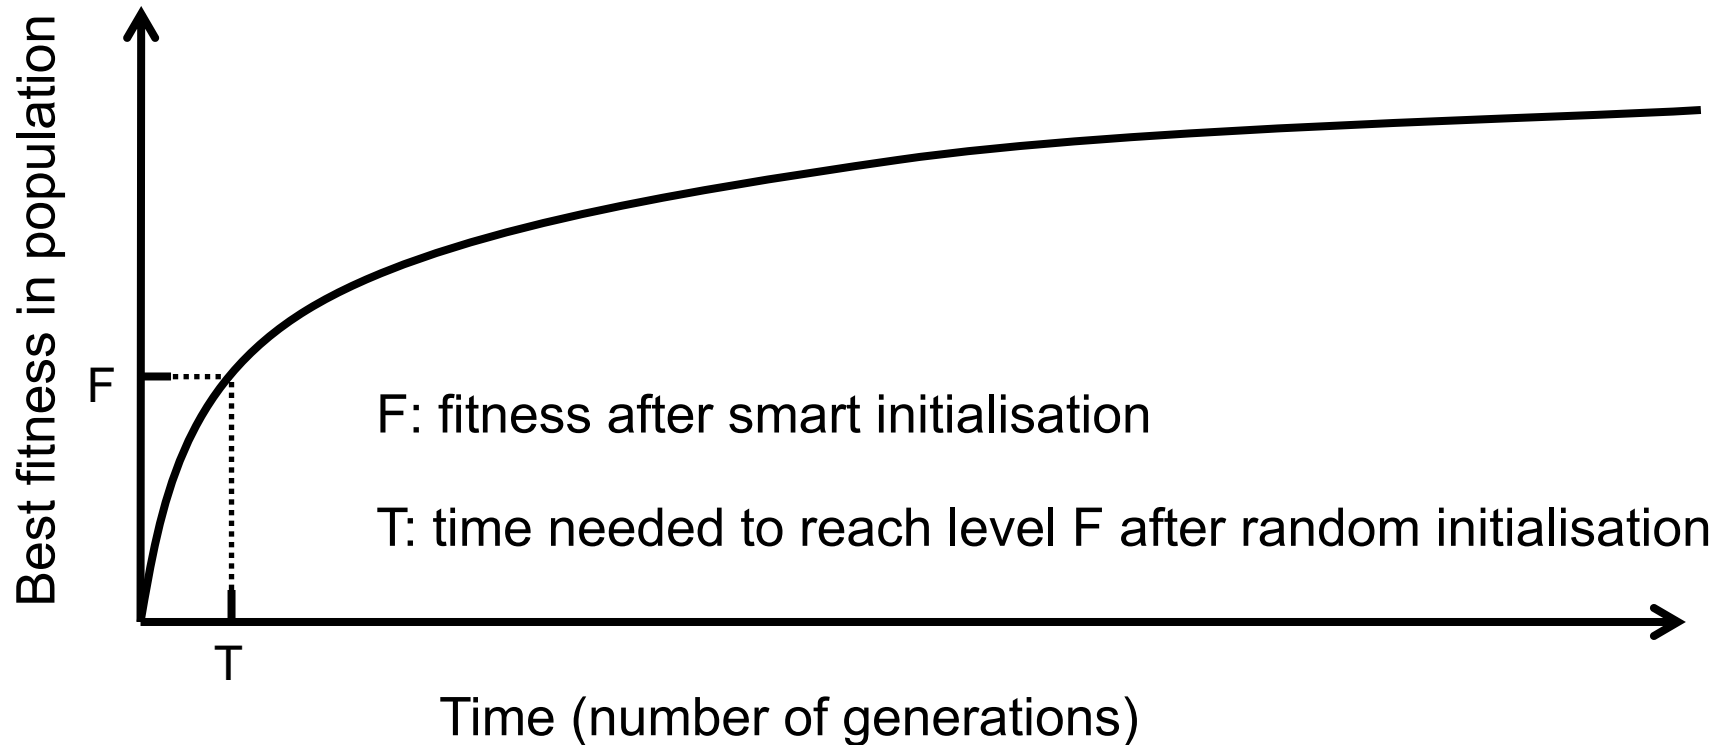 Best fitness in population
F
F: fitness after smart initialisation
T: time needed to reach level F after random initialisation
T
Time (number of generations)